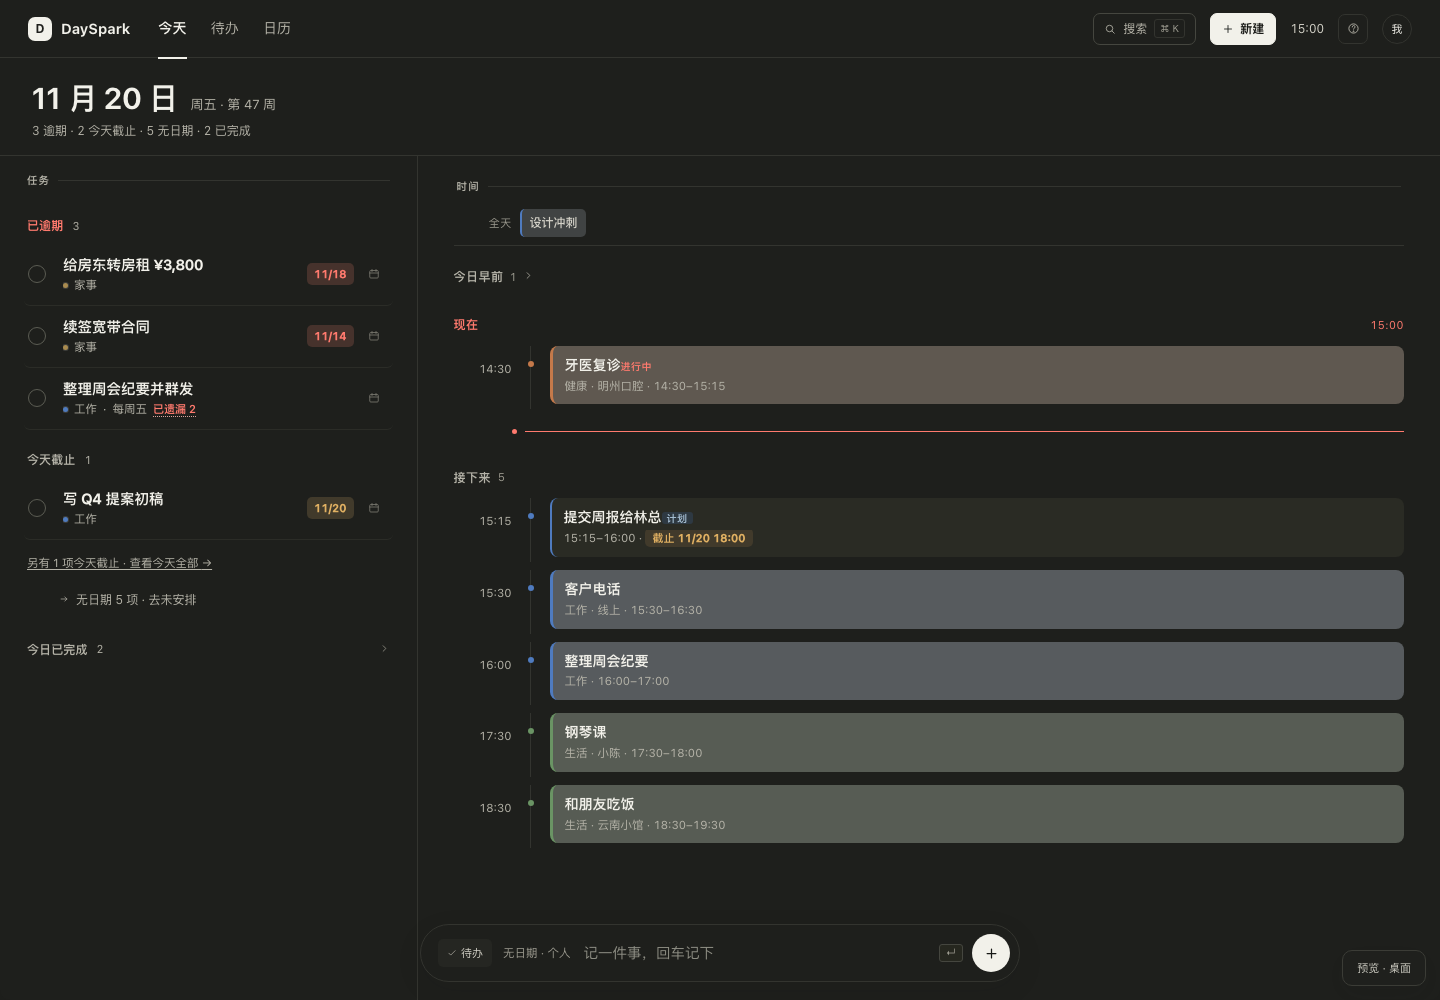 D DaySpark 今天 待办 日历 搜索 ⌘ K + 新建 15:00 我
11 月 20 日 周五 · 第 47 周
3 逾期 · 2 今天截止 · 5 无日期 · 2 已完成
任务
已逾期 3
给房东转房租 ¥3,800 11/18
家事
续签宽带合同 11/14
家事
整理周会纪要并群发
工作 · 每周五 已遗漏 2
今天截止 1
写 Q4 提案初稿 11/20
工作
另有 1 项今天截止 · 查看今天全部 →
→ 无日期 5 项 · 去未安排
今日已完成 2
时间
全天 设计冲刺
今日早前 1
现在 15:00
14:30 牙医复诊进行中
健康 · 明州口腔 · 14:30–15:15
接下来 5
15:15 提交周报给林总 计划
15:15–16:00 · 截止 11/20 18:00
15:30 客户电话
工作 · 线上 · 15:30–16:30
16:00 整理周会纪要
工作 · 16:00–17:00
17:30 钢琴课
生活 · 小陈 · 17:30–18:00
18:30 和朋友吃饭
生活 · 云南小馆 · 18:30–19:30
待办 无日期 · 个人 记一件事，回车记下
预览 · 桌面